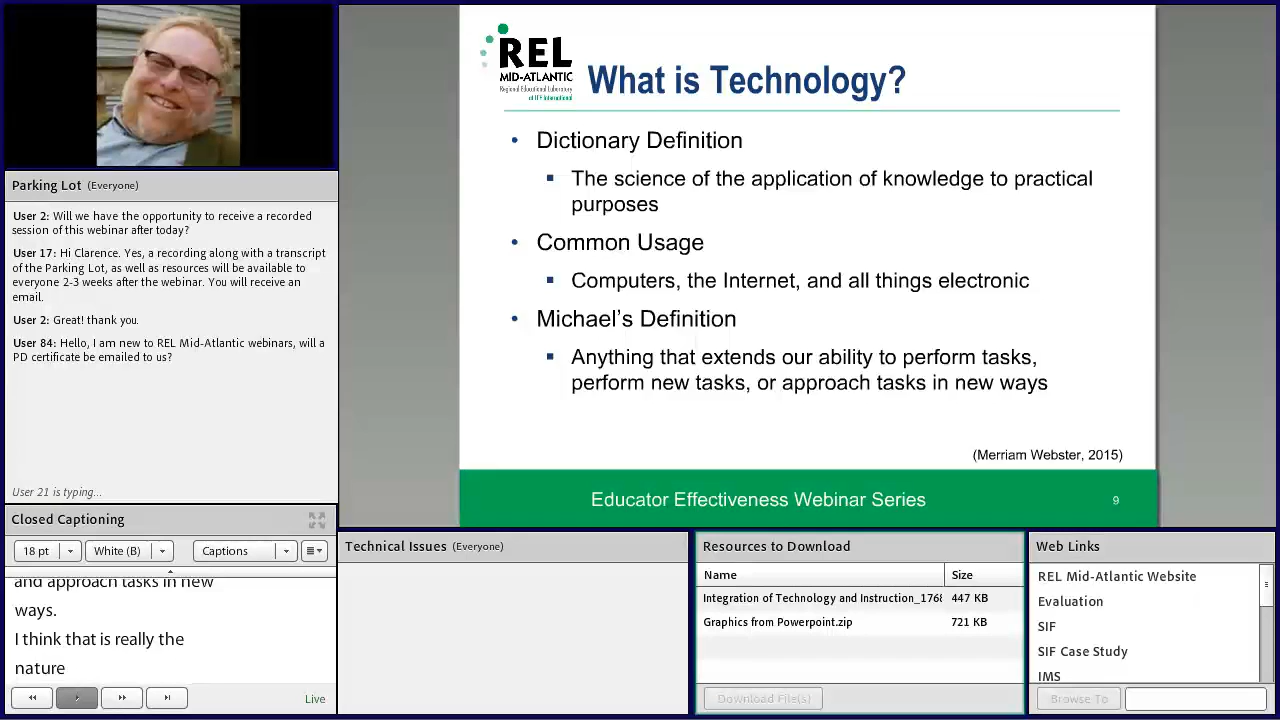 REL
MID-ATLANTIC
Regional Educational Laboratory
at ICF International
What is Technology?
• Dictionary Definition
▪ The science of the application of knowledge to practical
purposes
• Common Usage
▪ Computers, the Internet, and all things electronic
• Michael's Definition
▪ Anything that extends our ability to perform tasks,
perform new tasks, or approach tasks in new ways
(Merriam Webster, 2015)
Educator Effectiveness Webinar Series
9
Parking Lot (Everyone)
User 2: Will we have the opportunity to receive a recorded
session of this webinar after today?
User 17: Hi Clarence. Yes, a recording along with a transcript
of the Parking Lot, as well as resources will be available to
everyone 2-3 weeks after the webinar. You will receive an
email.
User 2: Great! thank you.
User 84: Hello, I am new to REL Mid-Atlantic webinars, will a
PD certificate be emailed to us?
User 21 is typing...
Closed Captioning
18 pt White (B) Captions
and approach tasks in new
ways.
I think that is really the
nature
Live
Technical Issues (Everyone)
Resources to Download
Name Size
Integration of Technology and Instruction_1768 447 KB
Graphics from Powerpoint.zip 721 KB
Download File(s)
Web Links
REL Mid-Atlantic Website
Evaluation
SIF
SIF Case Study
IMS
Browse To